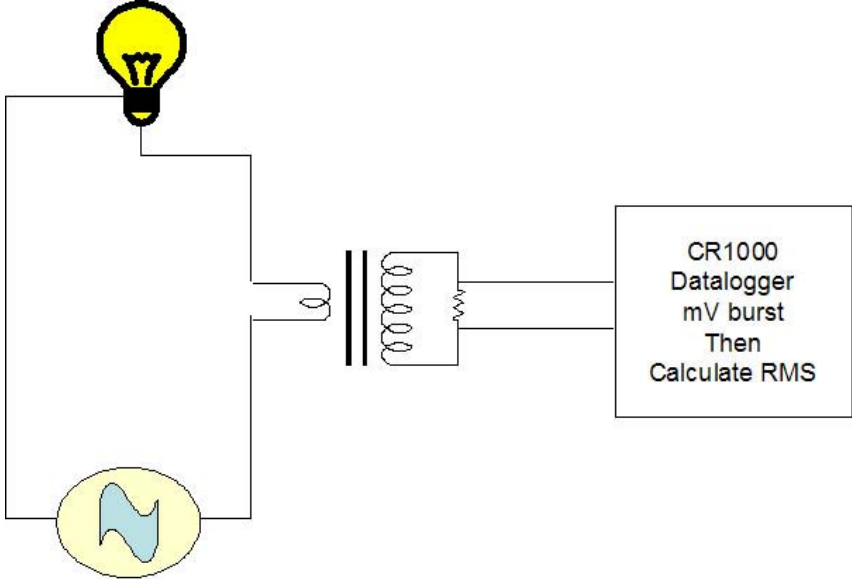 CR1000
Datalogger
mV burst
Then
Calculate RMS